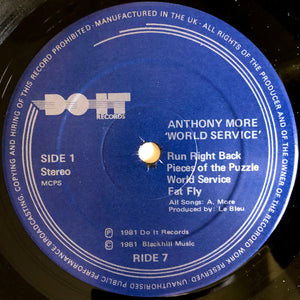 MANUFACTURED IN THE U.K. - ALL RIGHTS OF THE PRODUCER AND OF THE OWNER OF THE RECORDED WORK RESERVED. UNAUTHORISED PUBLIC PERFORMANCE BROADCASTING, COPYING AND HIRING OF THIS RECORD PROHIBITED -
DO IT
RECORDS
ANTHONY MORE
'WORLD SERVICE'
SIDE 1
Stereo
MCPS
Run Right Back
Pieces of the Puzzle
World Service
Fat Fly
All Songs: A. More
Produced by: La Bleu
℗ 1981 Do It Records
© 1981 Blackhill Music
RIDE 7